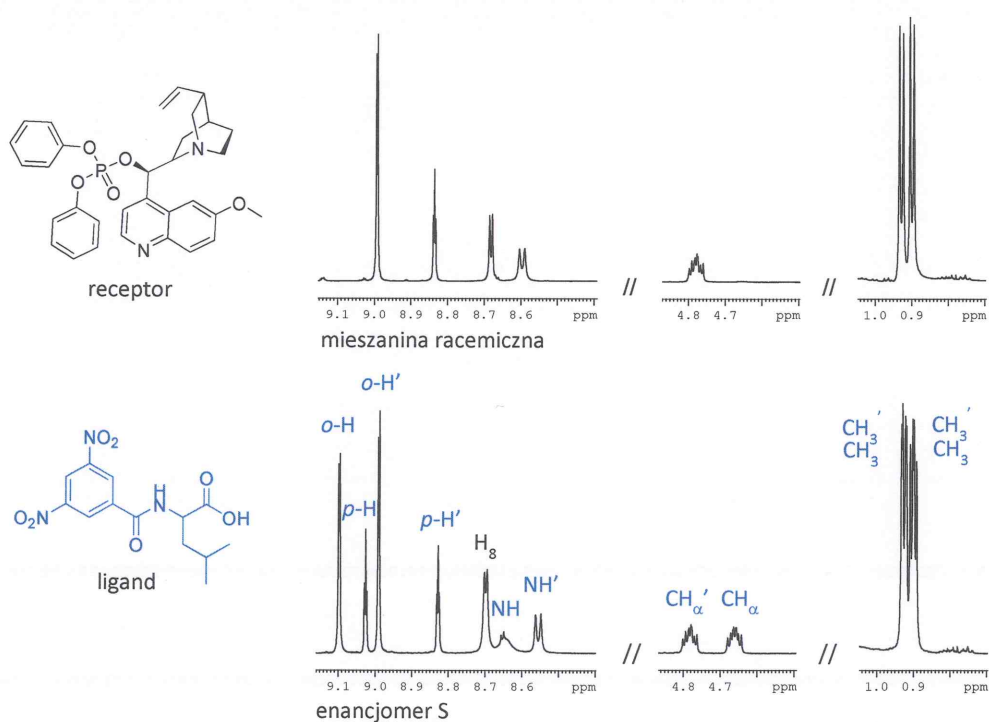 O
O
O
P
O
N
O
N
receptor
9.1 9.0 8.9 8.8 8.7 8.6 ppm
//
4.8 4.7 ppm
//
1.0 0.9 ppm
mieszanina racemiczna
NO₂
O₂N
H
N
O
O
OH
ligand
o-H
o-H'
p-H
p-H'
H₈
NH
NH'
CHα' CHα
CH₃'
CH₃
CH₃'
CH₃
9.1 9.0 8.9 8.8 8.7 8.6 ppm
//
4.8 4.7 ppm
//
1.0 0.9 ppm
enancjomer S